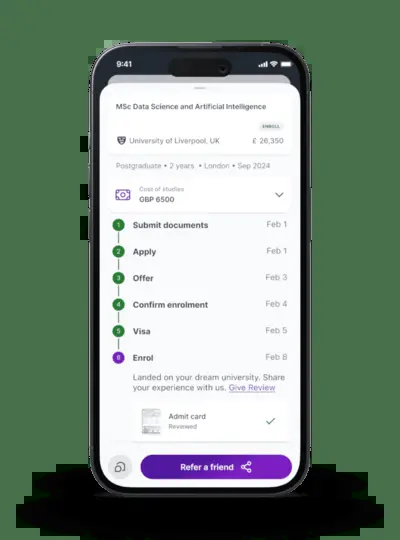 9:41
MSc Data Science and Artificial Intelligence
ENROLL
University of Liverpool, UK £ 26,350
Postgraduate • 2 years • London • Sep 2024
Cost of studies
GBP 6500
1 Submit documents Feb 1
2 Apply Feb 1
3 Offer Feb 3
4 Confirm enrolment Feb 4
5 Visa Feb 5
6 Enrol Feb 8
Landed on your dream university. Share
your experience with us. Give Review
Admit card
Reviewed
Refer a friend